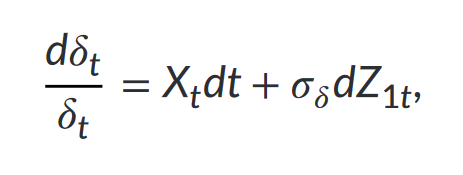 dδ_t/δ_t = X_t dt + σ_δ dZ_{1t},